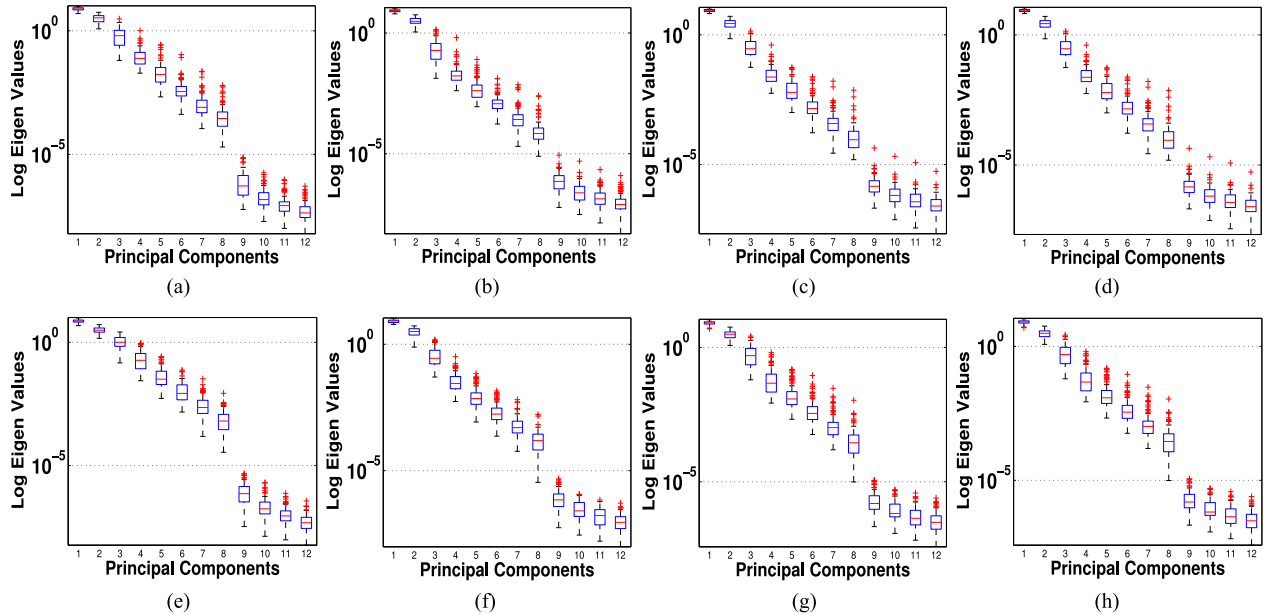 Log Eigen Values
10^0
10^-5
1 2 3 4 5 6 7 8 9 10 11 12
Principal Components
(a)
Log Eigen Values
10^0
10^-5
1 2 3 4 5 6 7 8 9 10 11 12
Principal Components
(b)
Log Eigen Values
10^0
10^-5
1 2 3 4 5 6 7 8 9 10 11 12
Principal Components
(c)
Log Eigen Values
10^0
10^-5
1 2 3 4 5 6 7 8 9 10 11 12
Principal Components
(d)
Log Eigen Values
10^0
10^-5
1 2 3 4 5 6 7 8 9 10 11 12
Principal Components
(e)
Log Eigen Values
10^0
10^-5
1 2 3 4 5 6 7 8 9 10 11 12
Principal Components
(f)
Log Eigen Values
10^0
10^-5
1 2 3 4 5 6 7 8 9 10 11 12
Principal Components
(g)
Log Eigen Values
10^0
10^-5
1 2 3 4 5 6 7 8 9 10 11 12
Principal Components
(h)